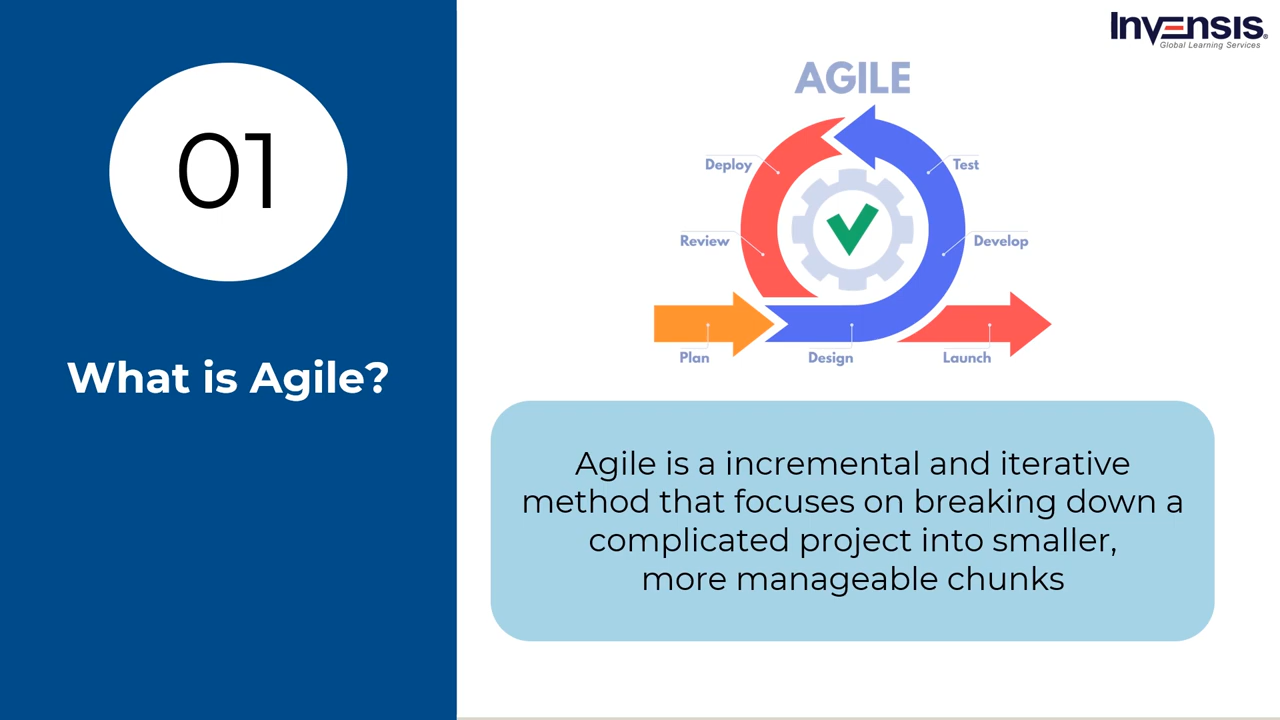 01
What is Agile?
Invensis®
Global Learning Services
AGILE
Deploy
Test
Review
Develop
Plan
Design
Launch
Agile is a incremental and iterative
method that focuses on breaking down a
complicated project into smaller,
more manageable chunks